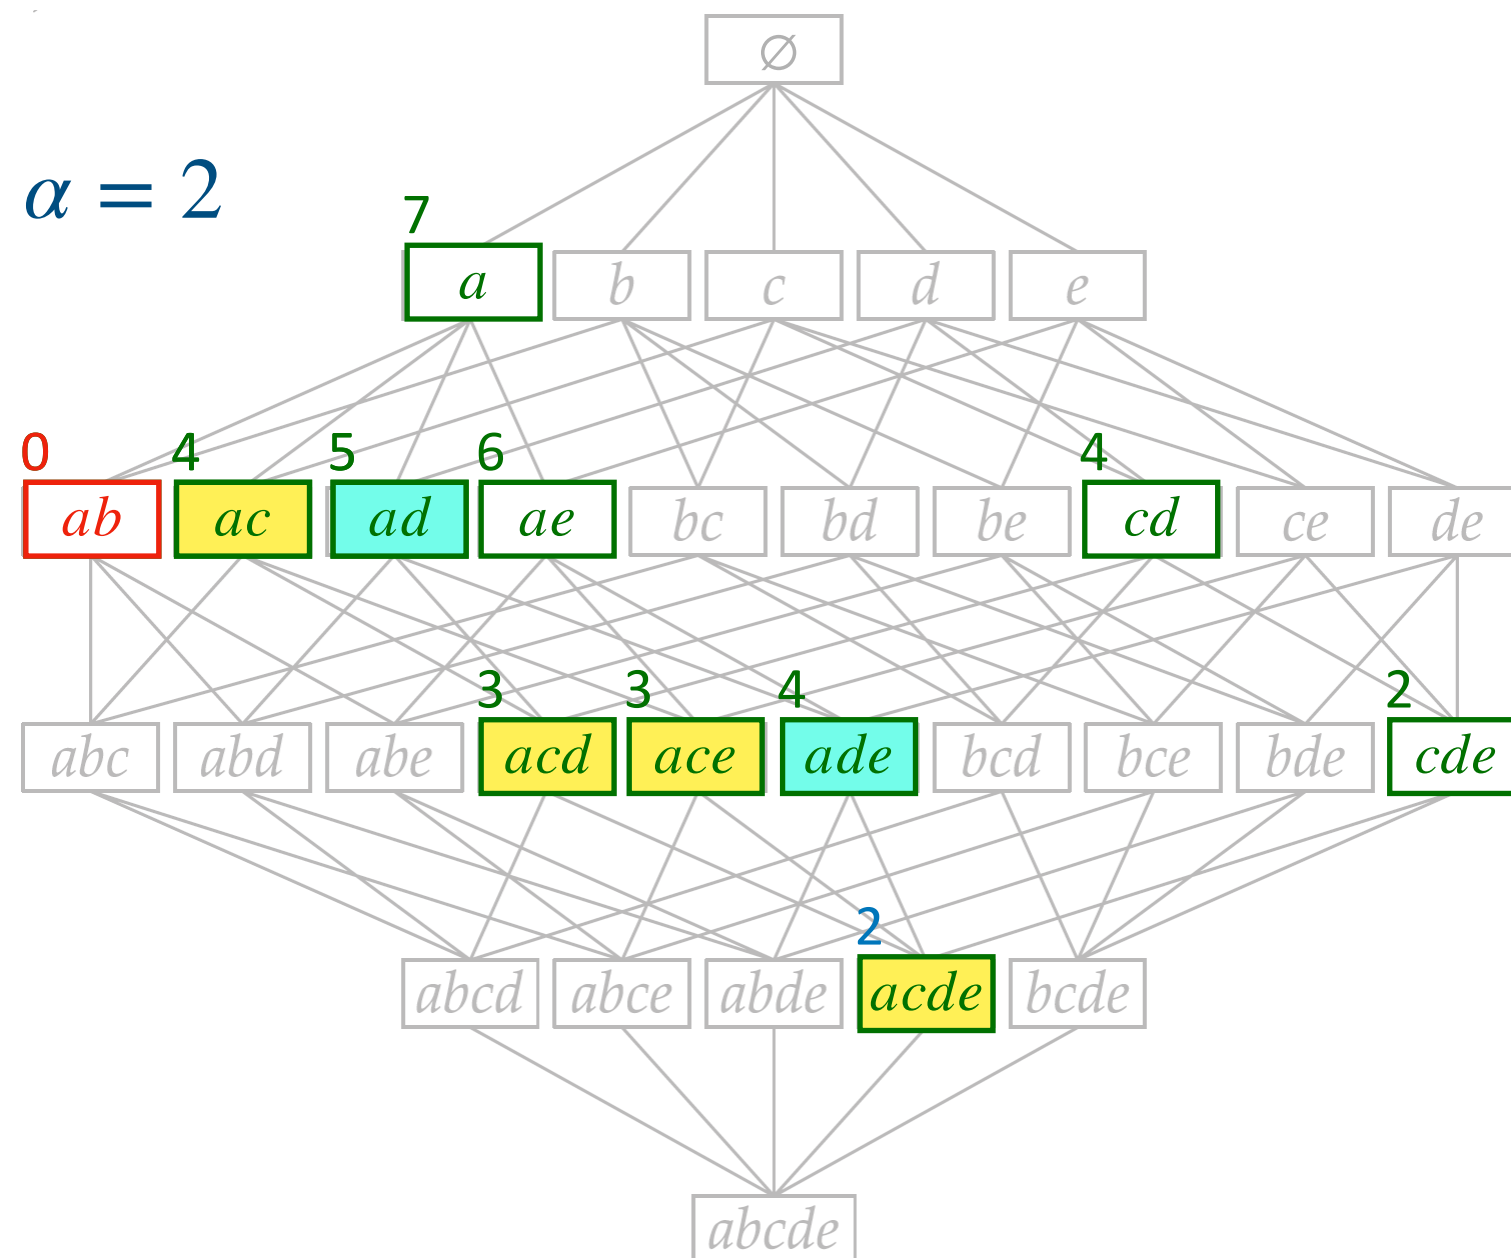 ∅
α = 2
7
a b c d e
0 4 5 6 4
ab ac ad ae bc bd be cd ce de
3 3 4 2
abc abd abe acd ace ade bcd bce bde cde
2
abcd abce abde acde bcde
abcde